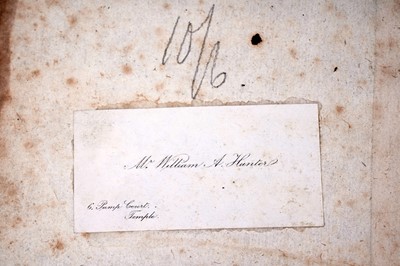 10/6
Mr. William A. Hunter
6. Pump Court.
Temple.